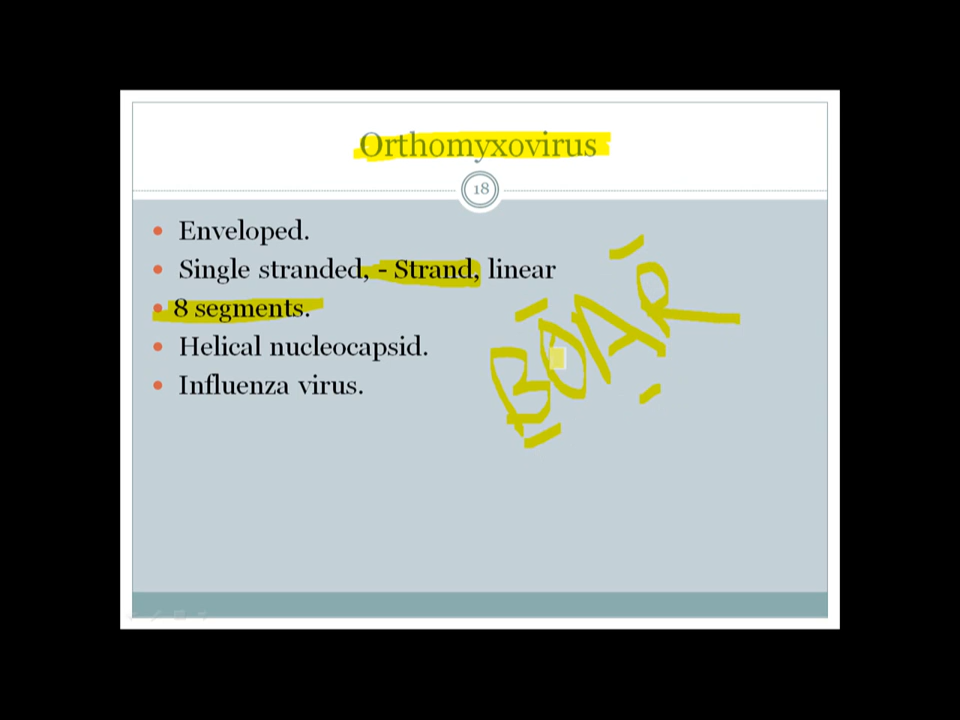 Orthomyxovirus
18
Enveloped.
Single stranded, - Strand, linear
8 segments.
Helical nucleocapsid.
Influenza virus.
BOAR